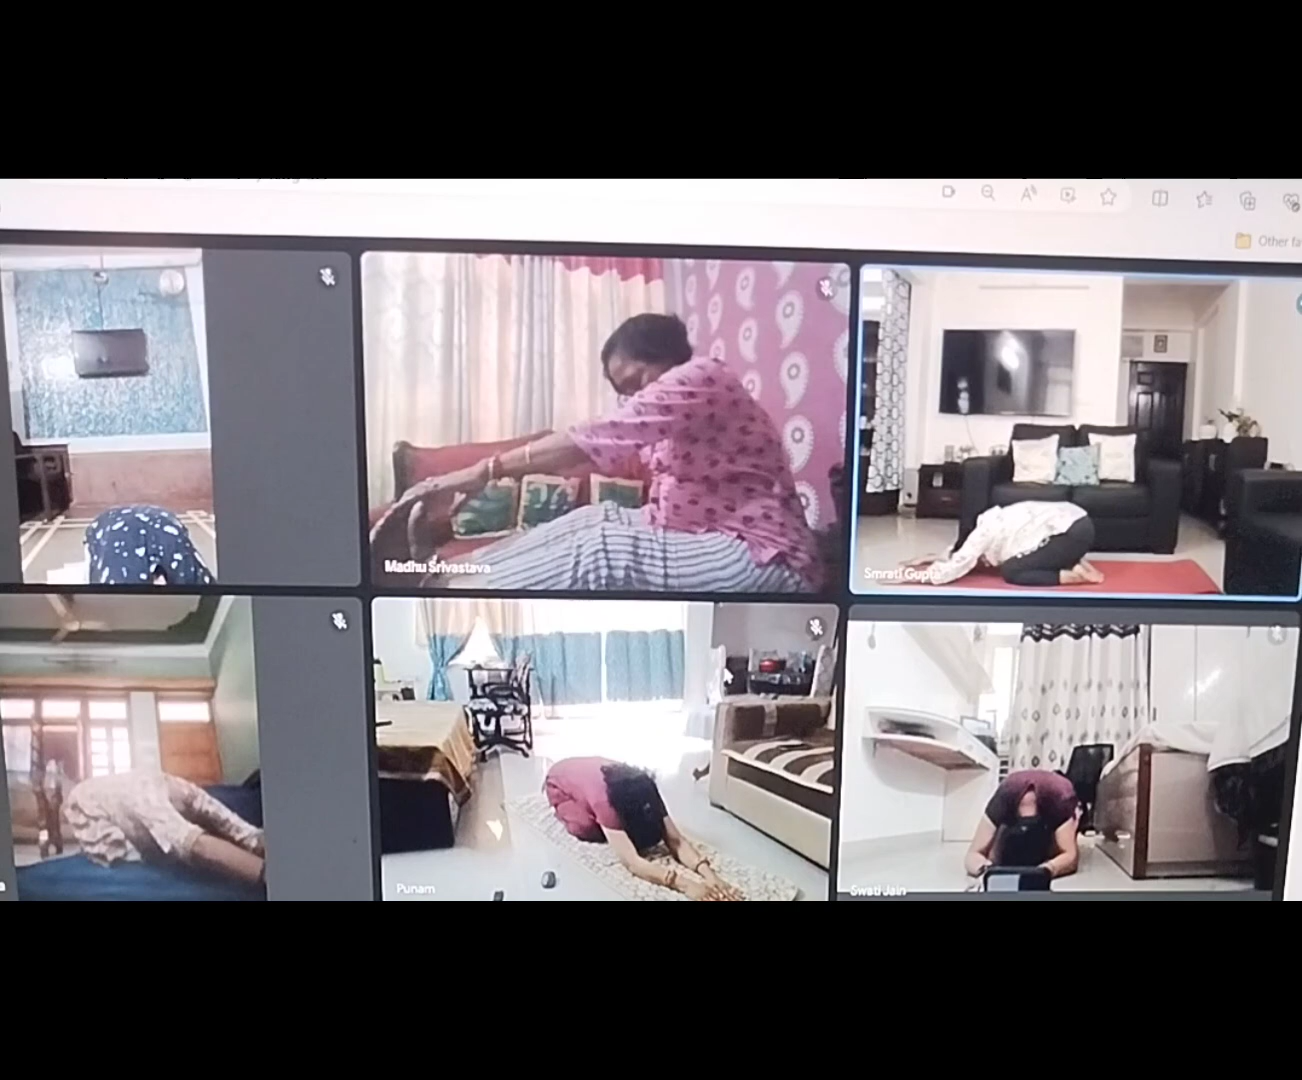 Other fa
Madhu Srivastava
Smrati Gupta
a
Punam
Swati Jain